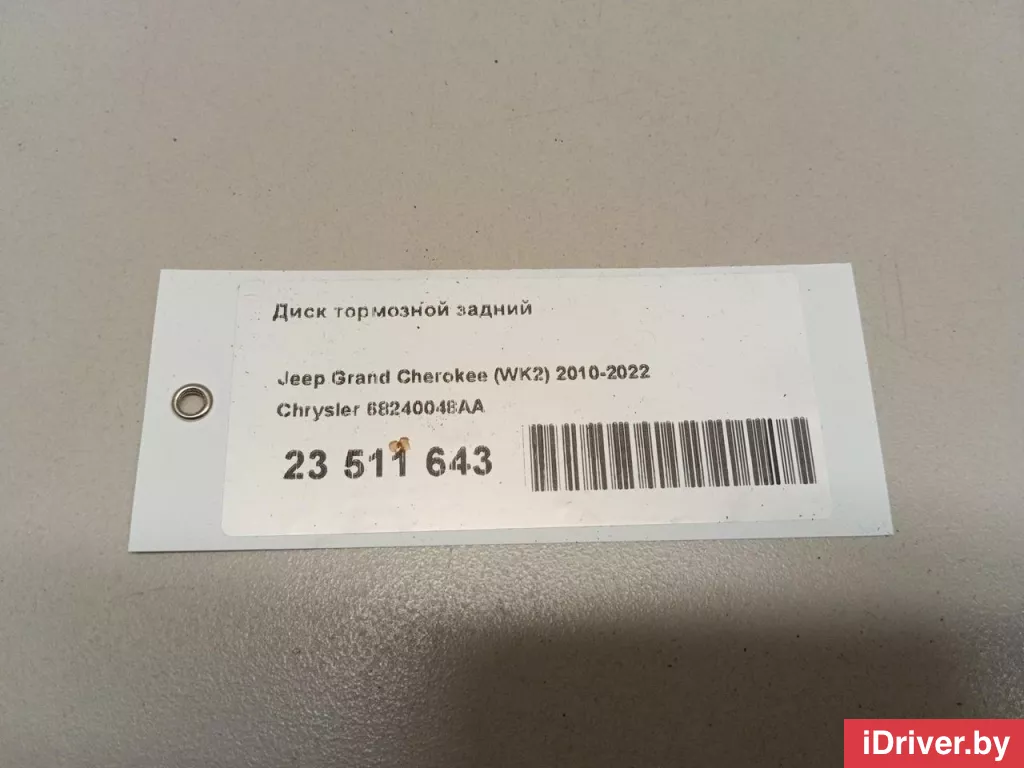 Диск тормозной задний
Jeep Grand Cherokee (WK2) 2010-2022
Chrysler 68240048AA
23 511 643
iDriver.by